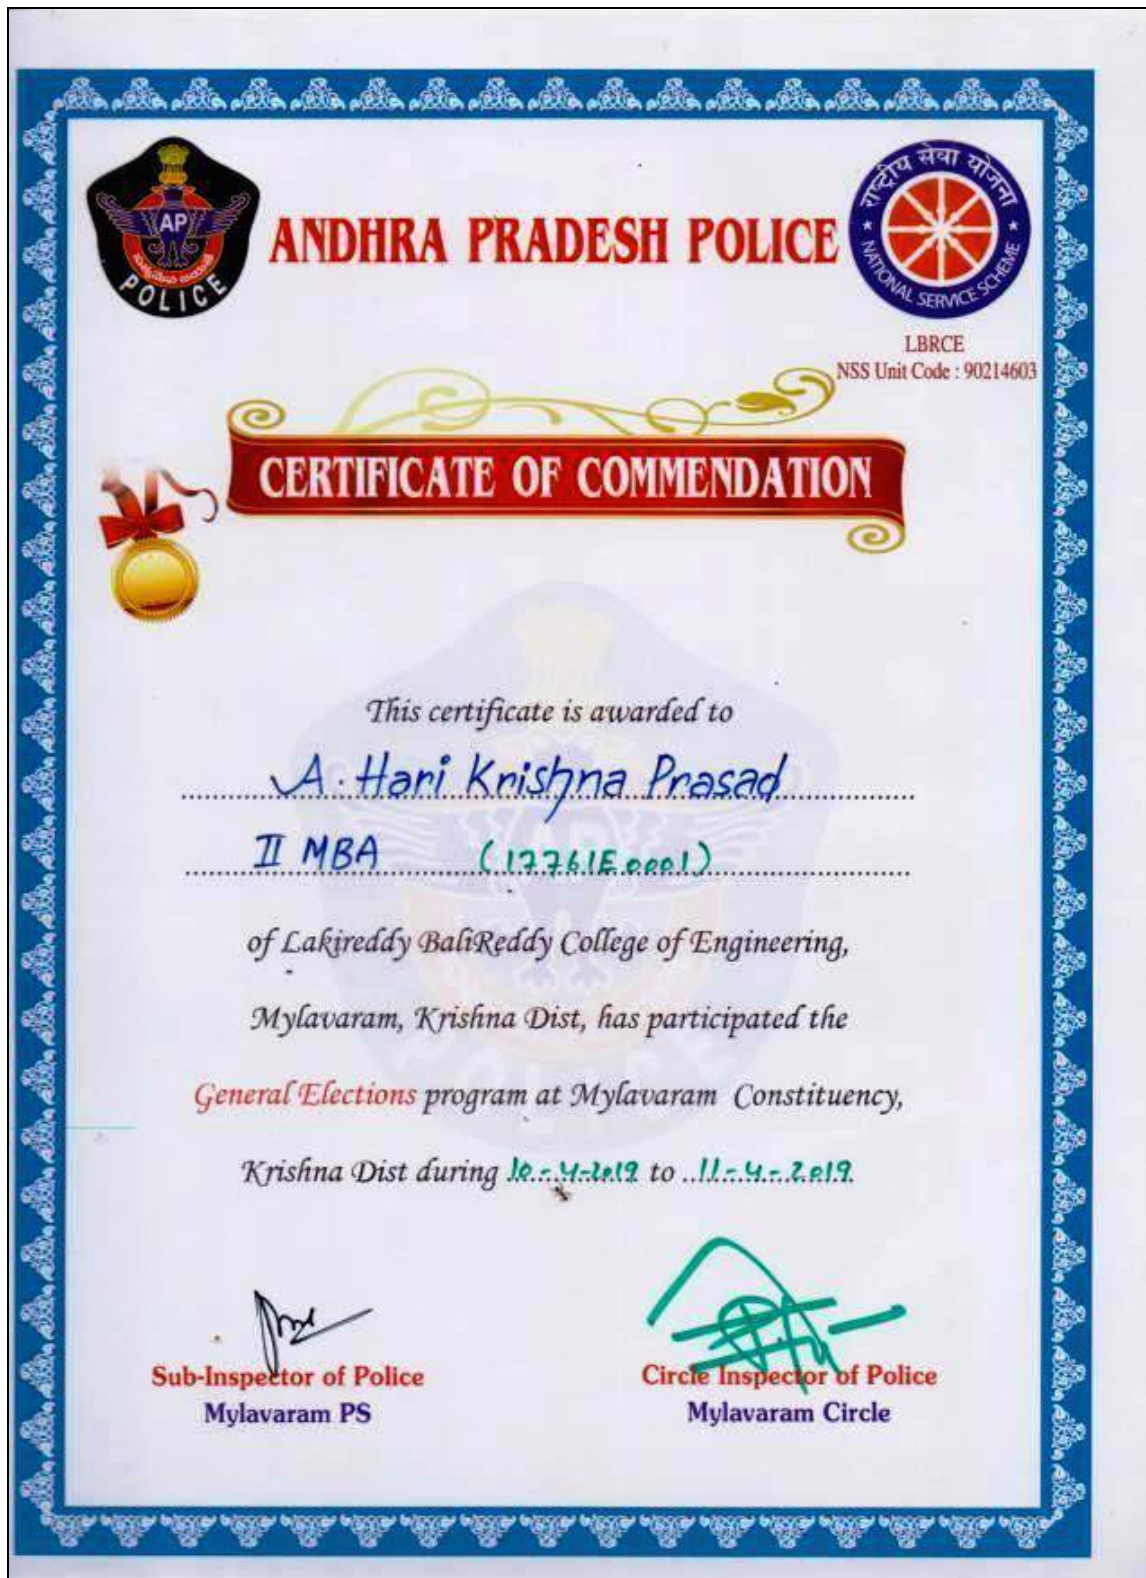 AP
POLICE
ANDHRA PRADESH POLICE
राष्ट्रीय सेवा योजना
NATIONAL SERVICE SCHEME
LBRCE
NSS Unit Code : 90214603
CERTIFICATE OF COMMENDATION
This certificate is awarded to
A. Hari Krishna Prasad
II MBA (17761E0001)
of Lakireddy BaliReddy College of Engineering,
Mylavaram, Krishna Dist, has participated the
General Elections program at Mylavaram Constituency,
Krishna Dist during 10-4-2019 to 11-4-2019
Sub-Inspector of Police
Mylavaram PS
Circle Inspector of Police
Mylavaram Circle